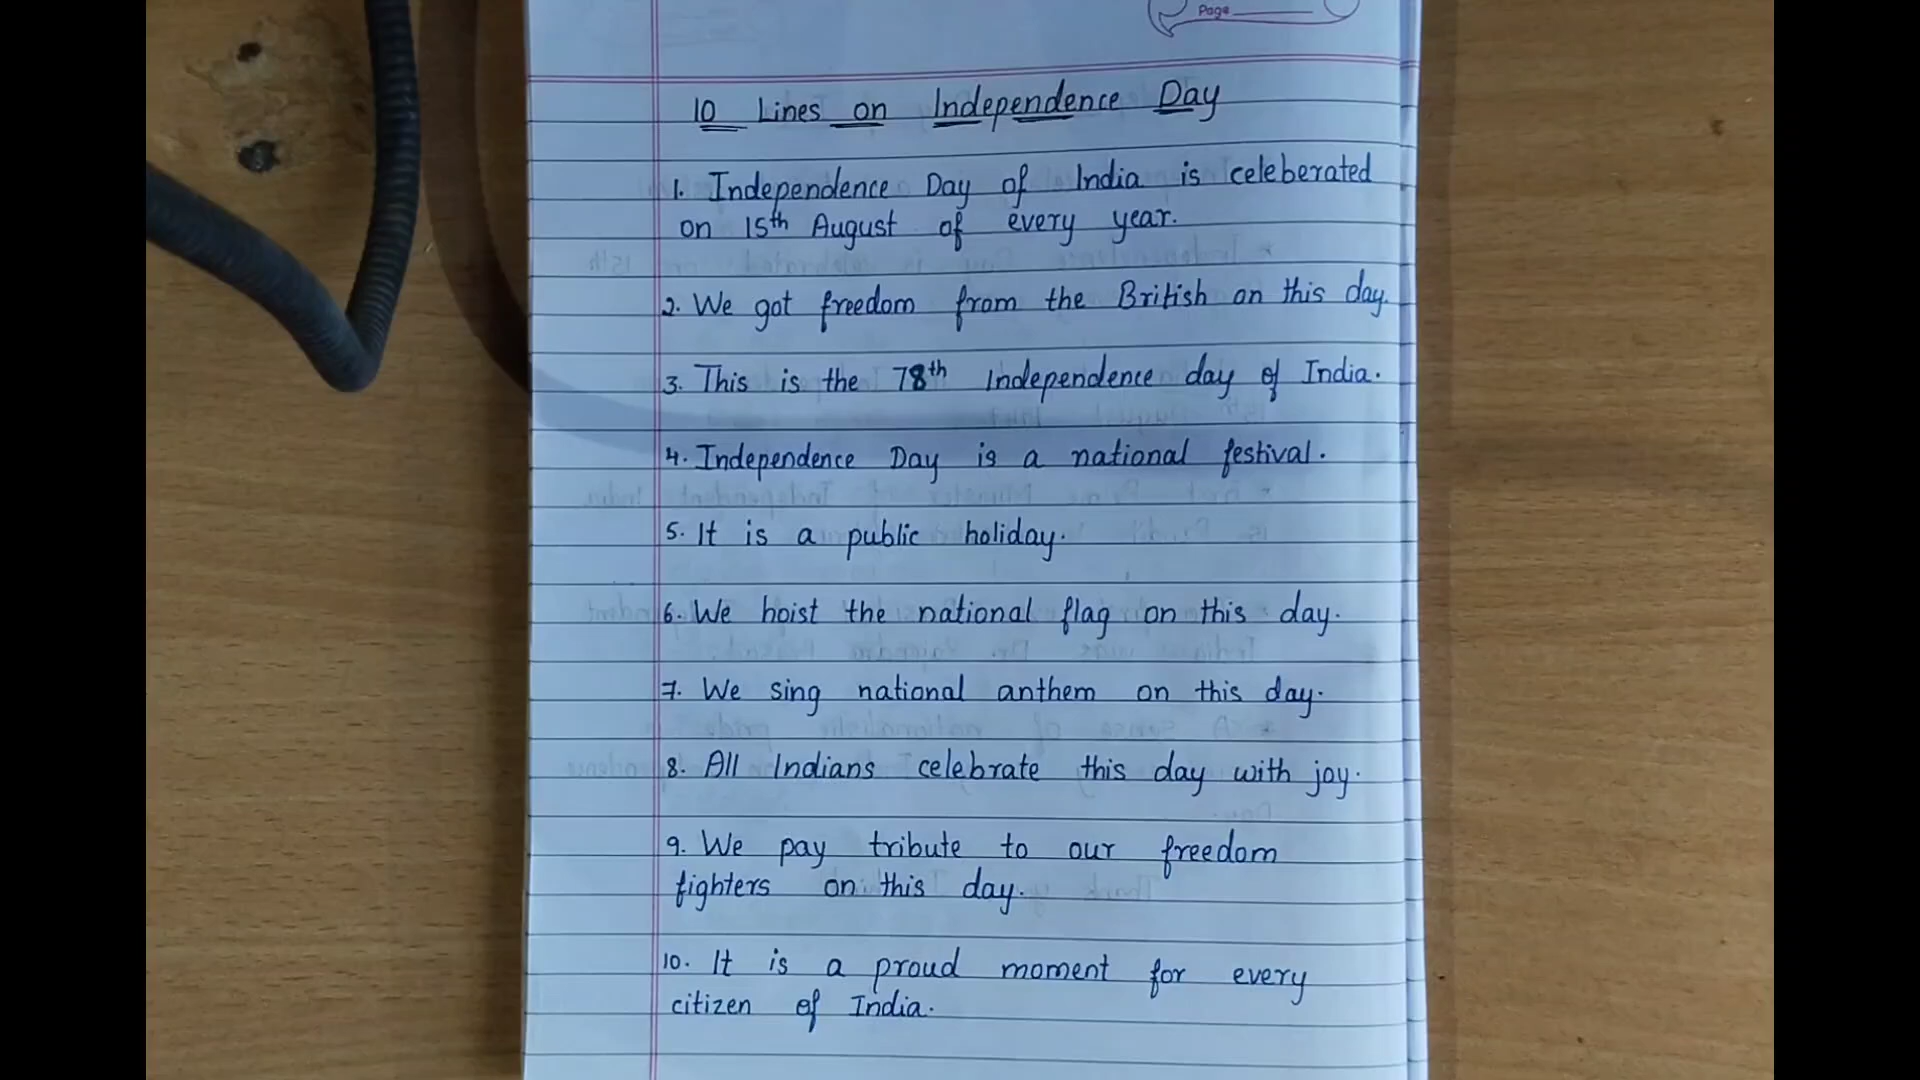 Page
10 Lines on Independence Day
1. Independence Day of India is celeberated
on 15th August of every year.
2. We got freedom from the British on this day.
3. This is the 78th Independence day of India.
4. Independence Day is a national festival.
5. It is a public holiday.
6. We hoist the national flag on this day.
7. We sing national anthem on this day.
8. All Indians celebrate this day with joy.
9. We pay tribute to our freedom
fighters on this day.
10. It is a proud moment for every
citizen of India.